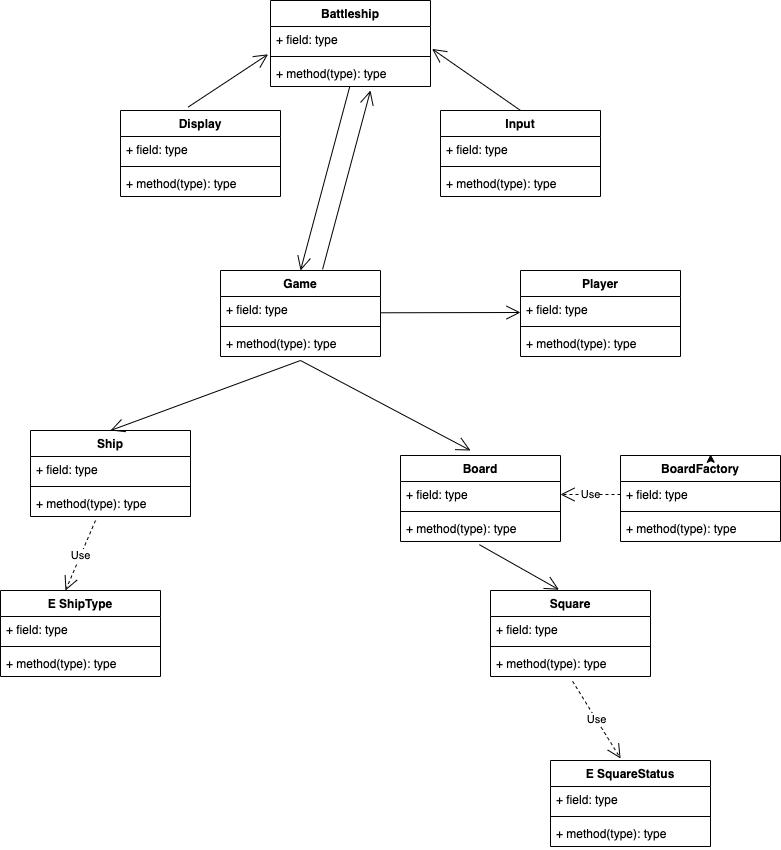 Battleship
+ field: type
+ method(type): type
Display
+ field: type
+ method(type): type
Input
+ field: type
+ method(type): type
Game
+ field: type
+ method(type): type
Player
+ field: type
+ method(type): type
Ship
+ field: type
+ method(type): type
Board
+ field: type
+ method(type): type
Use
BoardFactory
+ field: type
+ method(type): type
Use
E ShipType
+ field: type
+ method(type): type
Square
+ field: type
+ method(type): type
Use
E SquareStatus
+ field: type
+ method(type): type